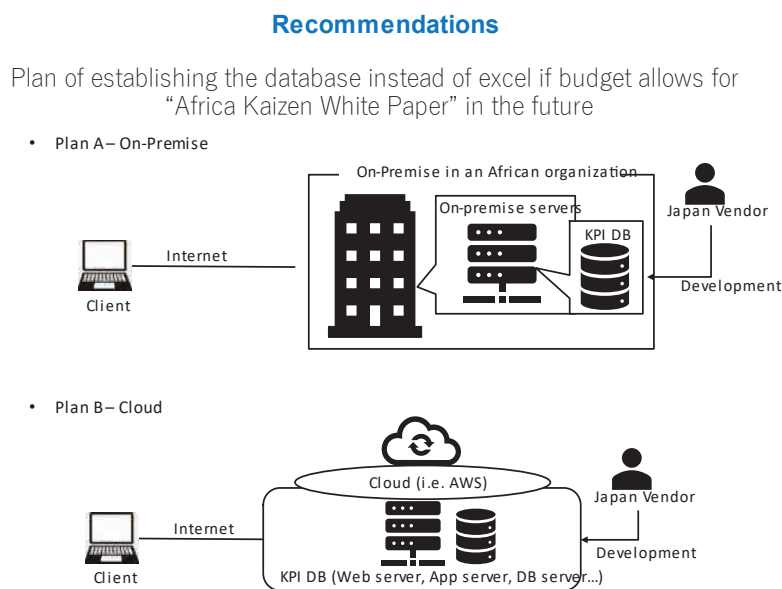 Recommendations
Plan of establishing the database instead of excel if budget allows for
“Africa Kaizen White Paper” in the future
• Plan A – On-Premise
On-Premise in an African organization
On-premise servers
KPI DB
Japan Vendor
Internet
Development
Client
• Plan B – Cloud
Cloud (i.e. AWS)
Japan Vendor
Internet
Development
Client
KPI DB (Web server, App server, DB server...)